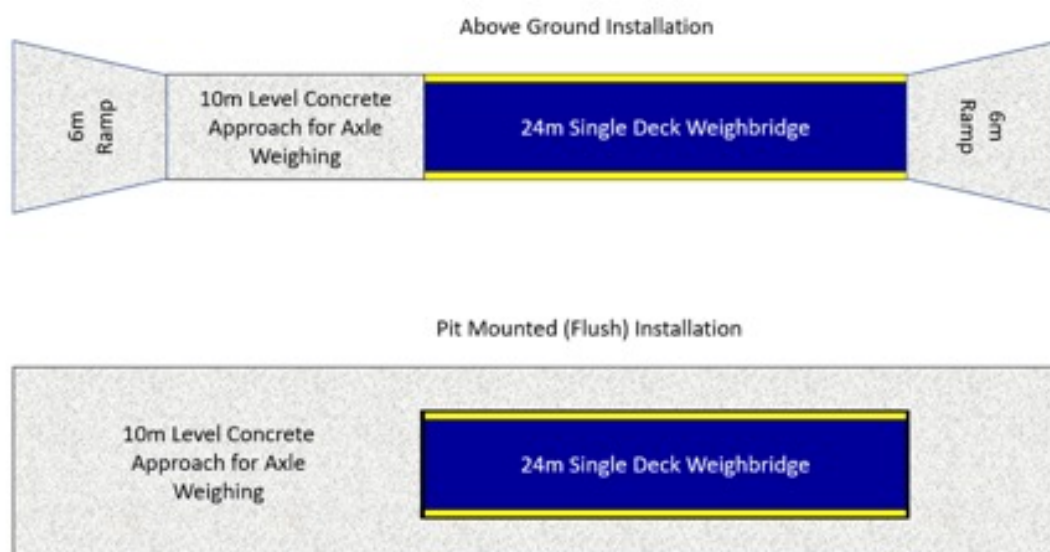 Above Ground Installation
6m
Ramp
10m Level Concrete
Approach for Axle
Weighing
24m Single Deck Weighbridge
6m
Ramp
Pit Mounted (Flush) Installation
10m Level Concrete
Approach for Axle
Weighing
24m Single Deck Weighbridge